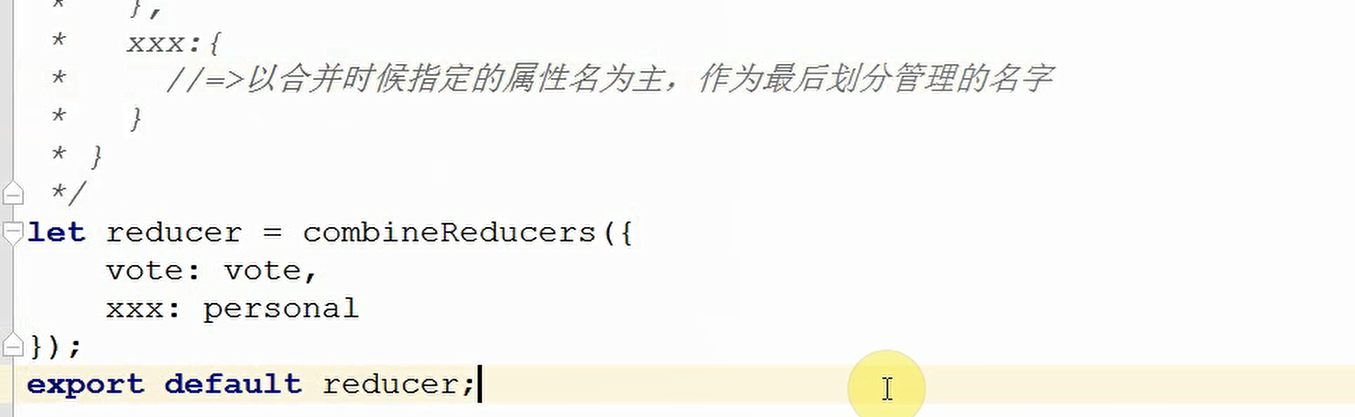 * },
* xxx:{
* //=>以合并时候指定的属性名为主，作为最后划分管理的名字
* }
* }
*/
let reducer = combineReducers({
vote: vote,
xxx: personal
});
export default reducer;